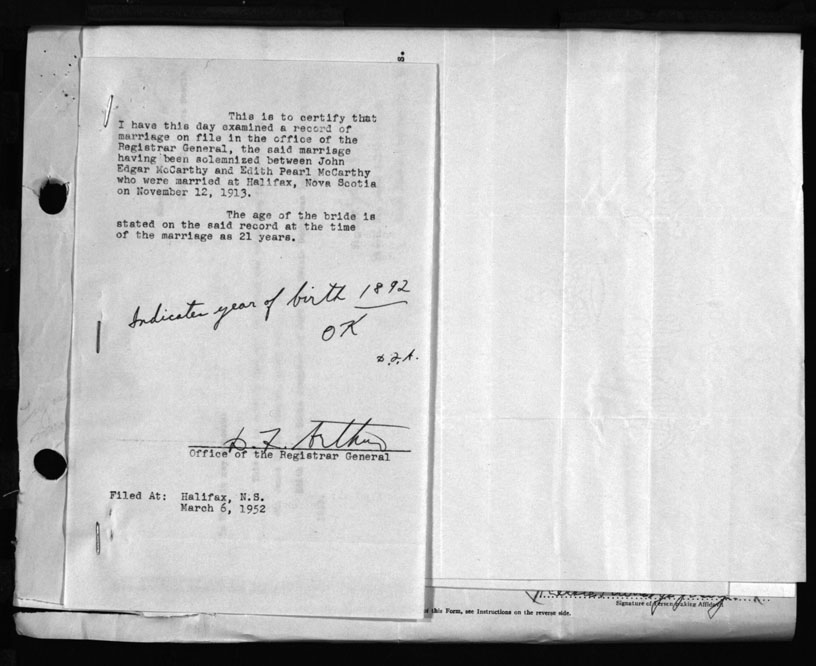 This is to certify that
I have this day examined a record of
marriage on file in the office of the
Registrar General, the said marriage
having been solemnized between John
Edgar McCarthy and Edith Pearl McCarthy
who were married at Halifax, Nova Scotia
on November 12, 1913.
The age of the bride is
stated on the said record at the time
of the marriage as 21 years.
Indicates year of birth 1892
OK
D.F.A.
D. F. Arthur
Office of the Registrar General
Filed At: Halifax, N.S.
March 6, 1952
Signature of Person Making Affidavit
this Form, see Instructions on the reverse side.